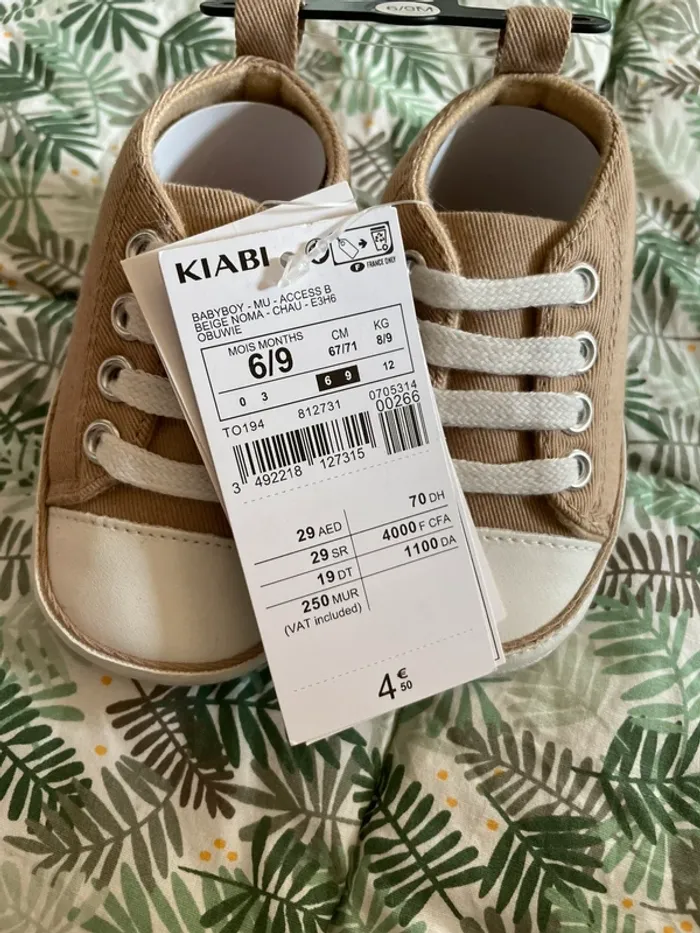 6/9M
KIABI
FRANCE ONLY
BABYBOY - MU - ACCESS B
BEIGE NOMA - CHAU - E3H6
OBUWIE
MOIS MONTHS CM KG
6/9 67/71 8/9
0 3 6 9 12
TO194 812731 0705314
00266
3 492218 127315
29 AED 70 DH
29 SR 4000 F CFA
19 DT 1100 DA
250 MUR
(VAT included)
4€50